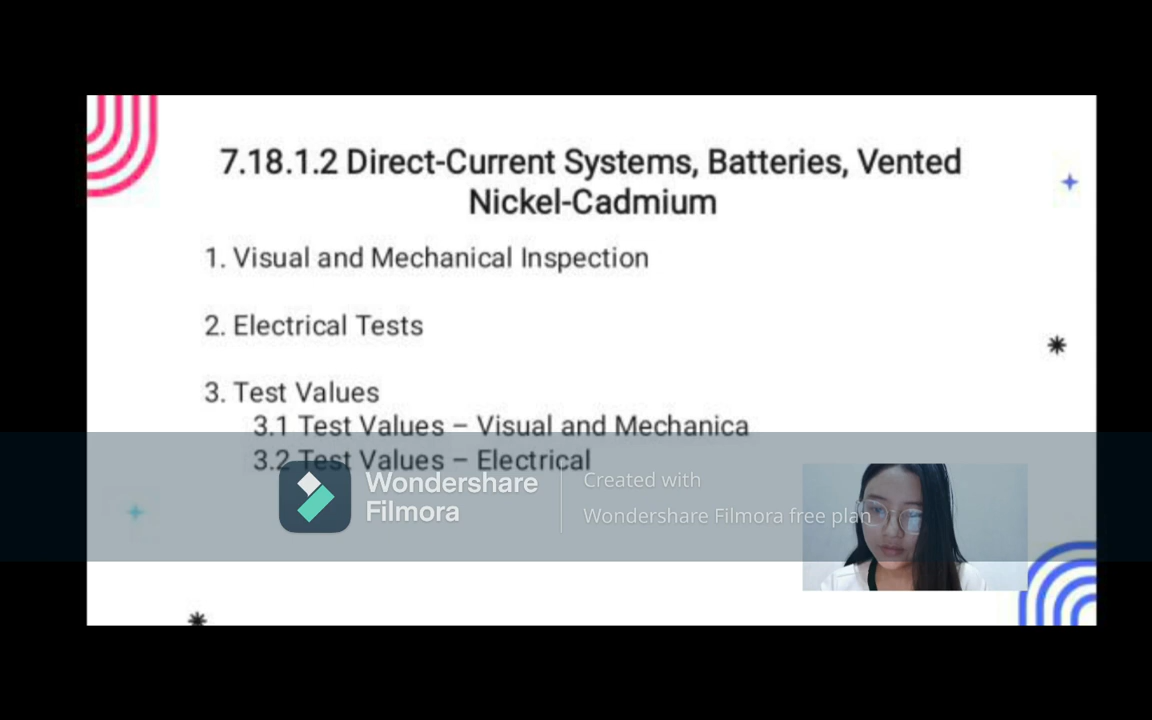 7.18.1.2 Direct-Current Systems, Batteries, Vented
Nickel-Cadmium
1. Visual and Mechanical Inspection
2. Electrical Tests
3. Test Values
3.1 Test Values – Visual and Mechanica
3.2 Test Values – Electrical
Wondershare
Filmora
Created with
Wondershare Filmora free plan